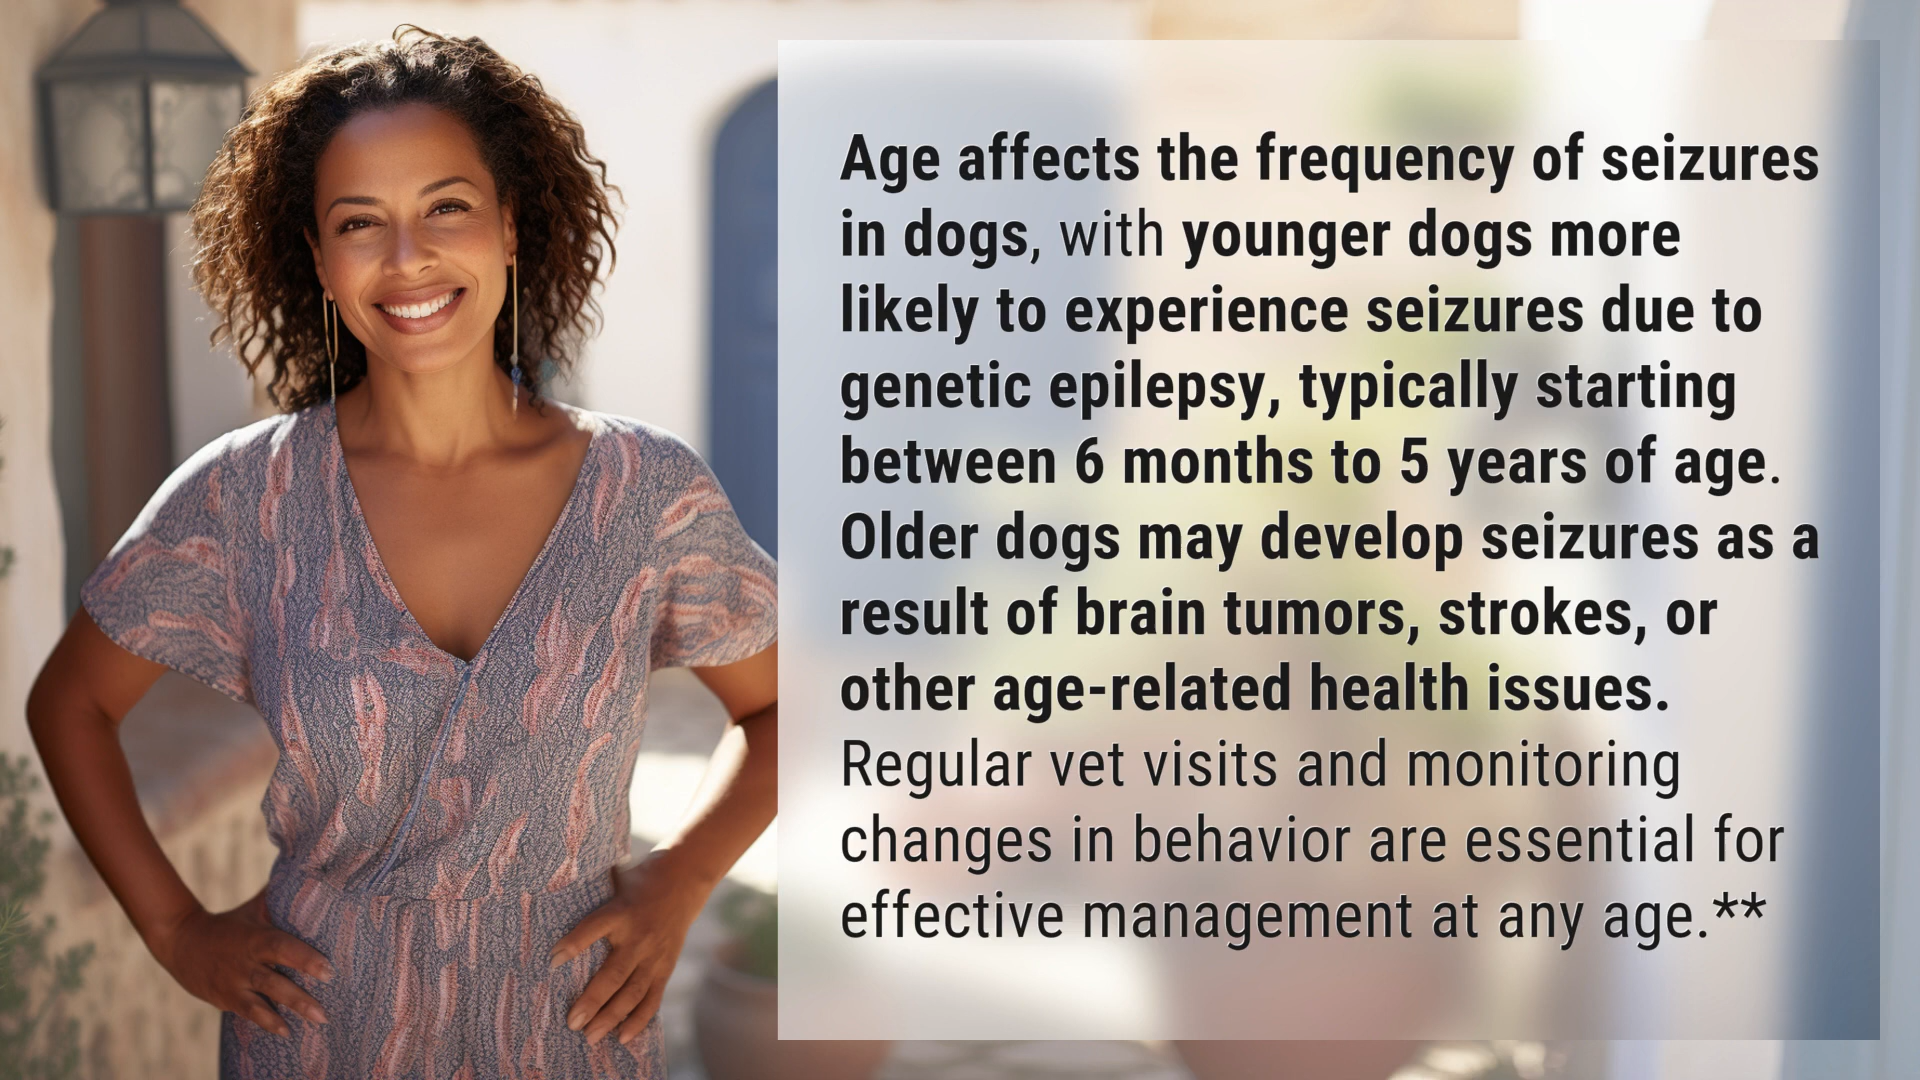 Age affects the frequency of seizures
in dogs, with younger dogs more
likely to experience seizures due to
genetic epilepsy, typically starting
between 6 months to 5 years of age.
Older dogs may develop seizures as a
result of brain tumors, strokes, or
other age-related health issues.
Regular vet visits and monitoring
changes in behavior are essential for
effective management at any age.**